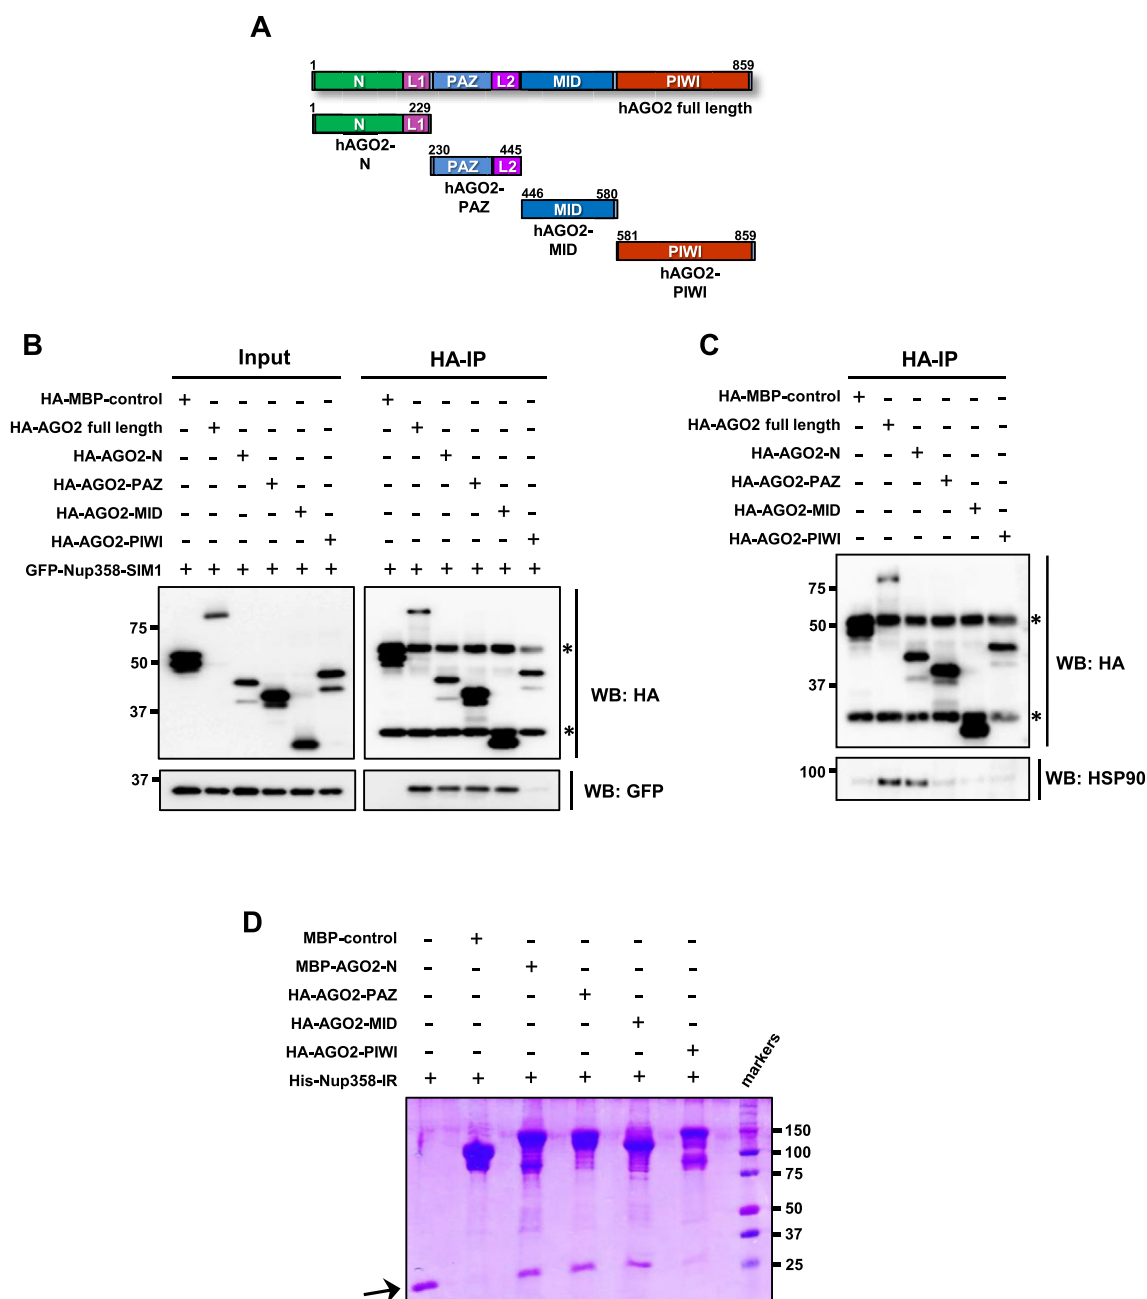 A
1 859
N L1 PAZ L2 MID PIWI
hAGO2 full length
1 229
N L1
hAGO2-
N
230 445
PAZ L2
hAGO2-
PAZ
446 580
MID
hAGO2-
MID
581 859
PIWI
hAGO2-
PIWI
B
Input HA-IP
HA-MBP-control + - - - - - + - - - - -
HA-AGO2 full length - + - - - - - + - - - -
HA-AGO2-N - - + - - - - - + - - -
HA-AGO2-PAZ - - - + - - - - - + - -
HA-AGO2-MID - - - - + - - - - - + -
HA-AGO2-PIWI - - - - - + - - - - - +
GFP-Nup358-SIM1 + + + + + + + + + + + +
75
50
37
*
*
WB: HA
37
WB: GFP
C
HA-IP
HA-MBP-control + - - - - -
HA-AGO2 full length - + - - - -
HA-AGO2-N - - + - - -
HA-AGO2-PAZ - - - + - -
HA-AGO2-MID - - - - + -
HA-AGO2-PIWI - - - - - +
75
50
37
*
*
WB: HA
100
WB: HSP90
D
MBP-control - + - - - -
MBP-AGO2-N - - + - - -
HA-AGO2-PAZ - - - + - -
HA-AGO2-MID - - - - + -
HA-AGO2-PIWI - - - - - +
His-Nup358-IR + + + + + +
markers
150
100
75
50
37
25